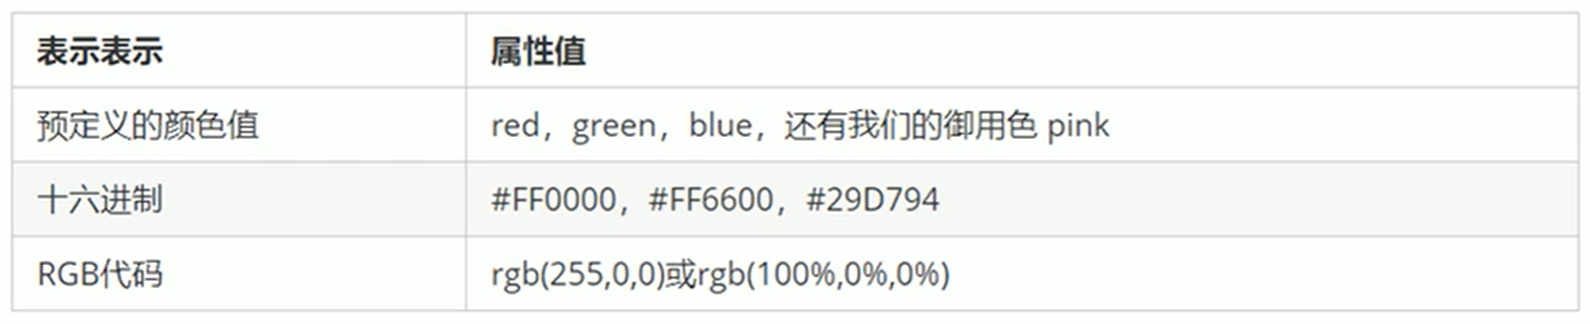 表示表示 属性值
预定义的颜色值 red，green，blue，还有我们的御用色 pink
十六进制 #FF0000，#FF6600，#29D794
RGB代码 rgb(255,0,0)或rgb(100%,0%,0%)